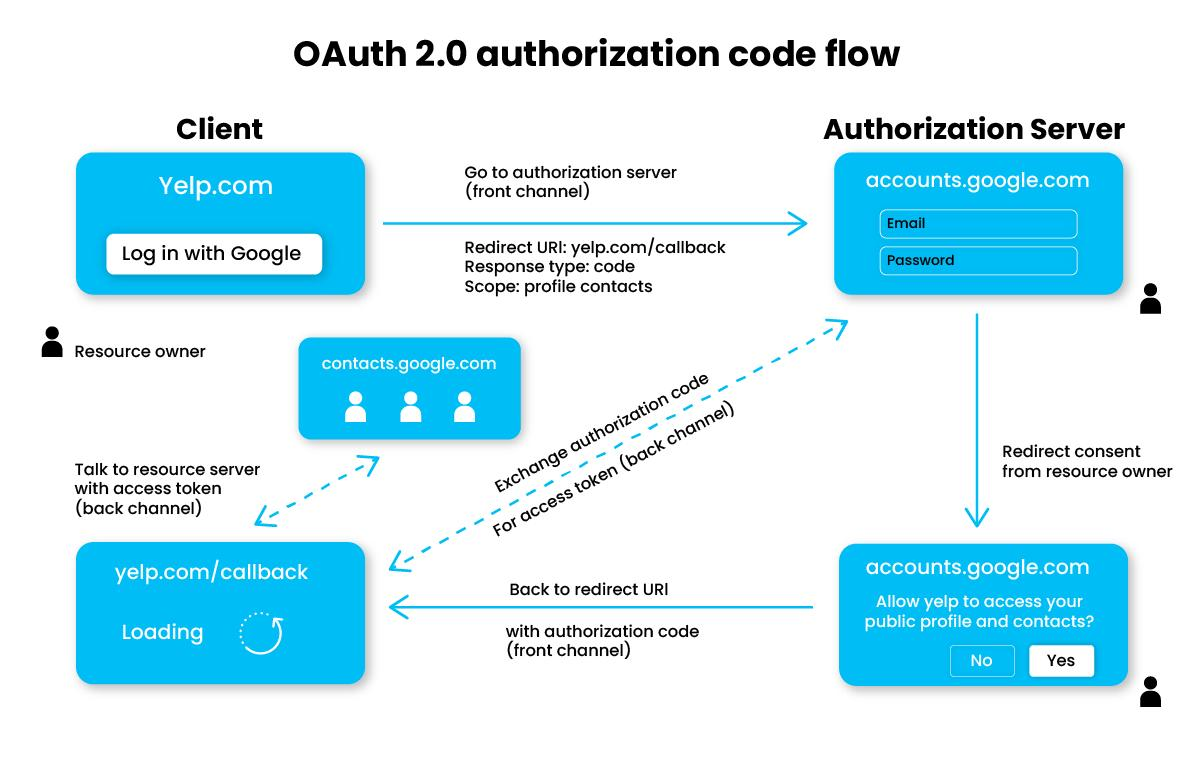 OAuth 2.0 authorization code flow
Client
Authorization Server
Yelp.com
Log in with Google
Go to authorization server
(front channel)
Redirect URl: yelp.com/callback
Response type: code
Scope: profile contacts
accounts.google.com
Email
Password
Resource owner
contacts.google.com
Exchange authorization code
For access token (back channel)
Redirect consent
from resource owner
Talk to resource server
with access token
(back channel)
yelp.com/callback
Loading
Back to redirect URl
with authorization code
(front channel)
accounts.google.com
Allow yelp to access your
public profile and contacts?
No
Yes